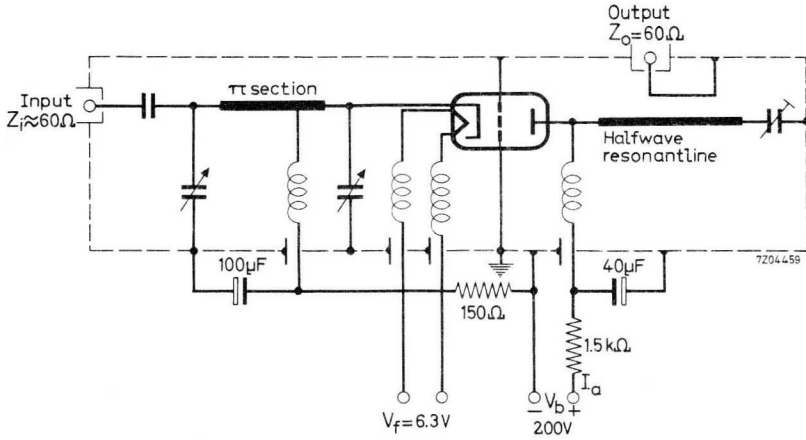 Output
Z₀=60Ω
Input
Zᵢ≈60Ω
π section
Halfwave
resonantline
7Z04459
100μF
40μF
150Ω
1.5kΩ
Iₐ
V_f=6.3V
− V_b +
200V